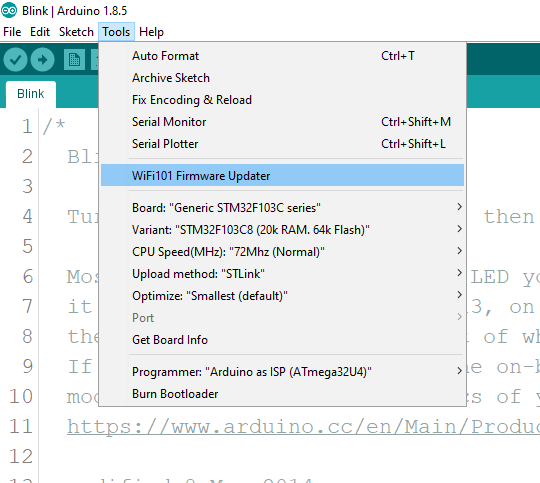 Blink | Arduino 1.8.5
File Edit Sketch Tools Help
Auto Format Ctrl+T
Archive Sketch
Fix Encoding & Reload
Serial Monitor Ctrl+Shift+M
Serial Plotter Ctrl+Shift+L
WiFi101 Firmware Updater
Board: "Generic STM32F103C series"
Variant: "STM32F103C8 (20k RAM. 64k Flash)"
CPU Speed(MHz): "72Mhz (Normal)"
Upload method: "STLink"
Optimize: "Smallest (default)"
Port
Get Board Info
Programmer: "Arduino as ISP (ATmega32U4)"
Burn Bootloader
Blink
1 /*
2 Bl
3
4 Tu then
5
6 Mos LED yo
7 it 3, on
8 the of wh
9 If e on-b
10 mod cs of y
11 https://www.arduino.cc/en/Main/Produc
12